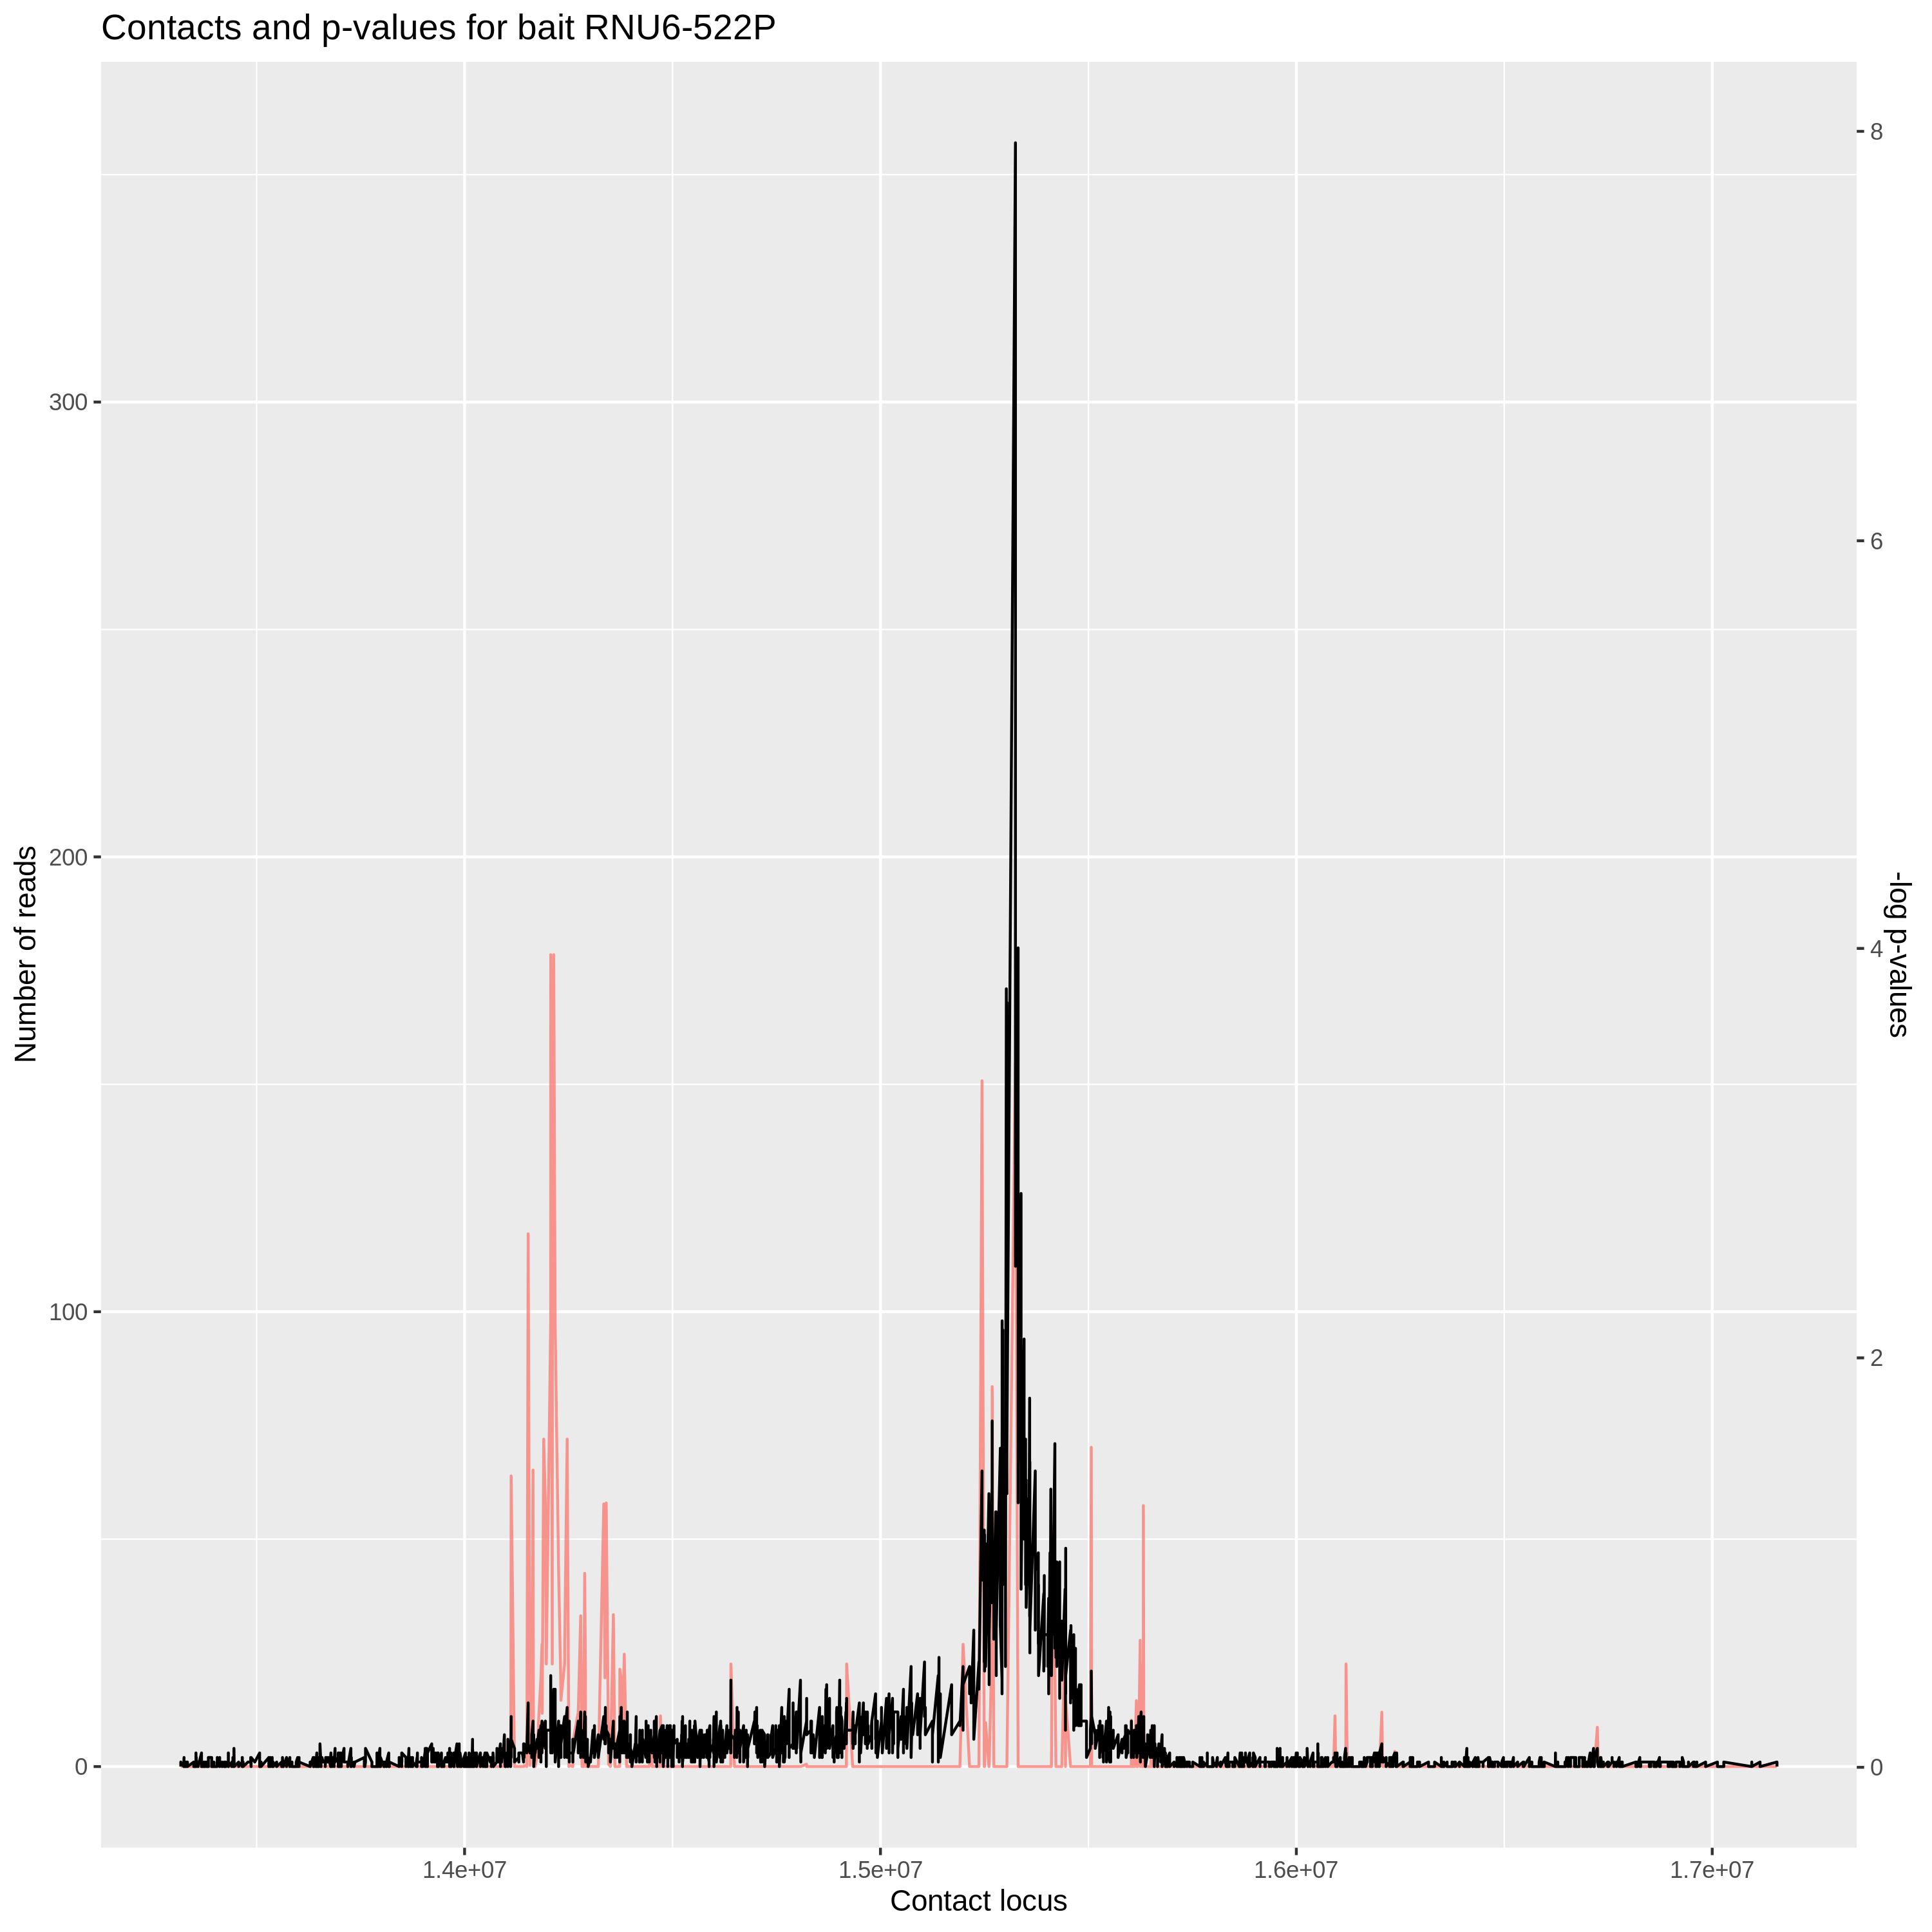 Contacts and p-values for bait RNU6-522P
Number of reads
300
200
100
0
8
6
4
2
0
-log p-values
1.4e+07
1.5e+07
1.6e+07
1.7e+07
Contact locus